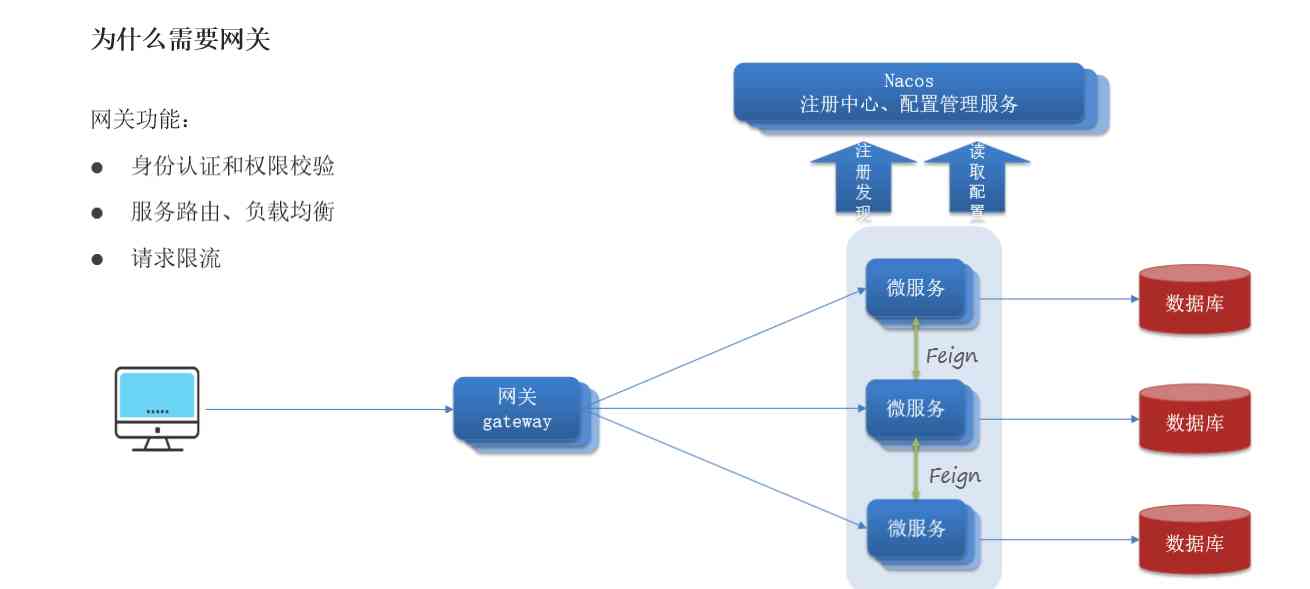 为什么需要网关
网关功能：
身份认证和权限校验
服务路由、负载均衡
请求限流
Nacos
注册中心、配置管理服务
注册发现
读取配置
微服务
数据库
Feign
网关
gateway
微服务
数据库
Feign
微服务
数据库